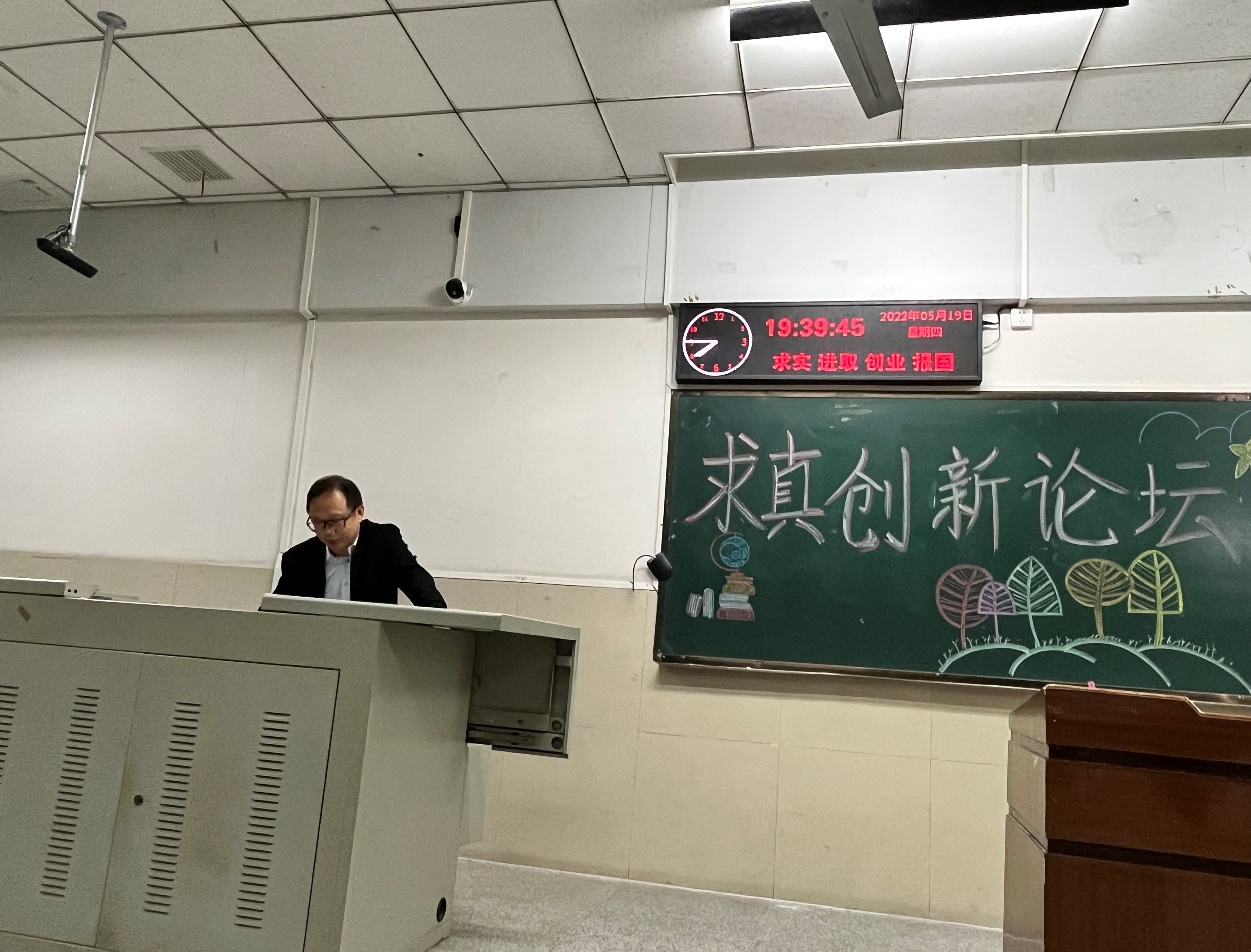 19:39:45
2022年05月19日
星期四
求实 进取 创业 报国
求真创新论坛